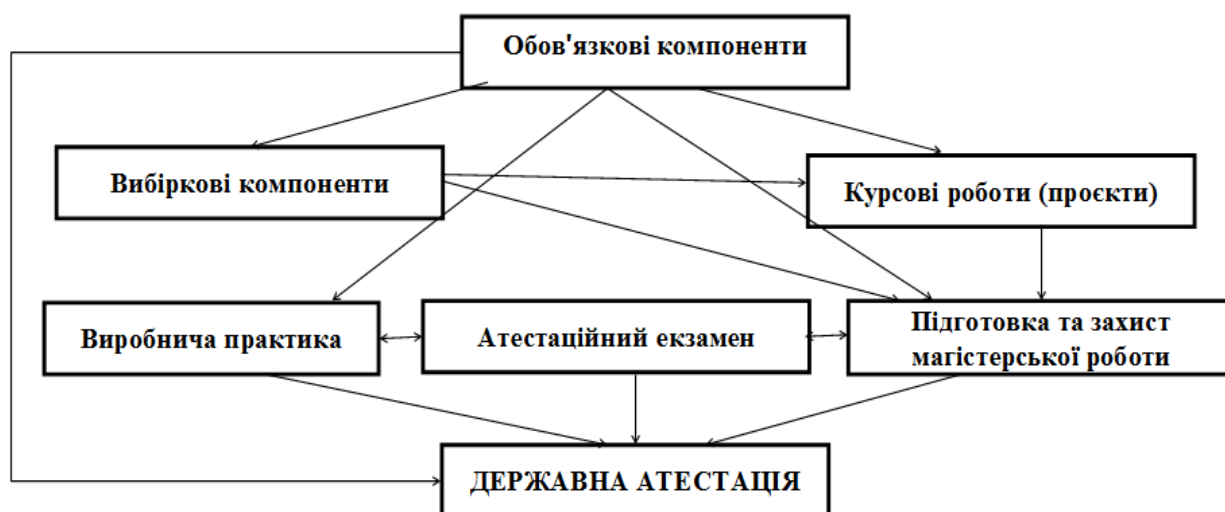 Обов'язкові компоненти
Вибіркові компоненти
Курсові роботи (проєкти)
Виробнича практика
Атестаційний екзамен
Підготовка та захист
магістерської роботи
ДЕРЖАВНА АТЕСТАЦІЯ